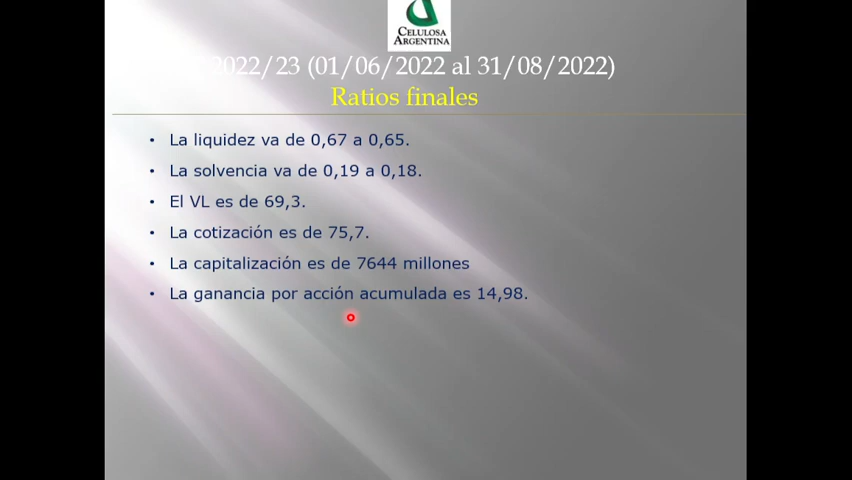 CELULOSA
ARGENTINA
2022/23 (01/06/2022 al 31/08/2022)
Ratios finales
• La liquidez va de 0,67 a 0,65.
• La solvencia va de 0,19 a 0,18.
• El VL es de 69,3.
• La cotización es de 75,7.
• La capitalización es de 7644 millones
• La ganancia por acción acumulada es 14,98.